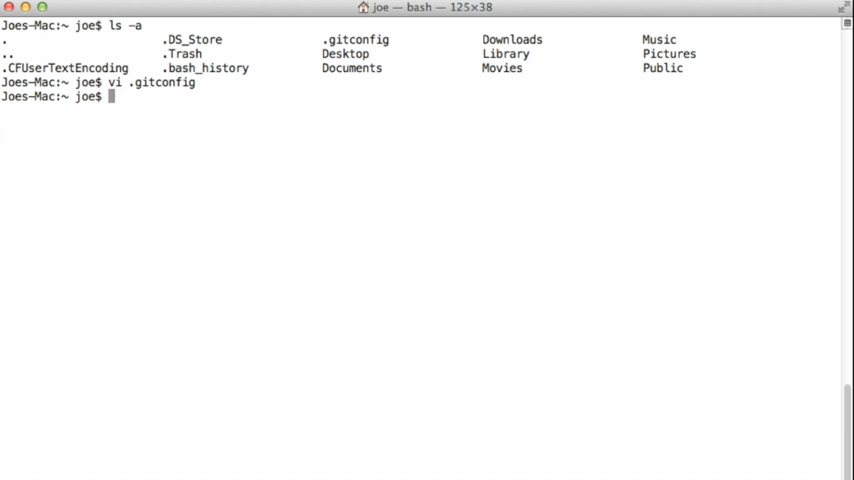 joe — bash — 125×38
Joes-Mac:~ joe$ ls -a
. .DS_Store .gitconfig Downloads Music
.. .Trash Desktop Library Pictures
.CFUserTextEncoding .bash_history Documents Movies Public
Joes-Mac:~ joe$ vi .gitconfig
Joes-Mac:~ joe$